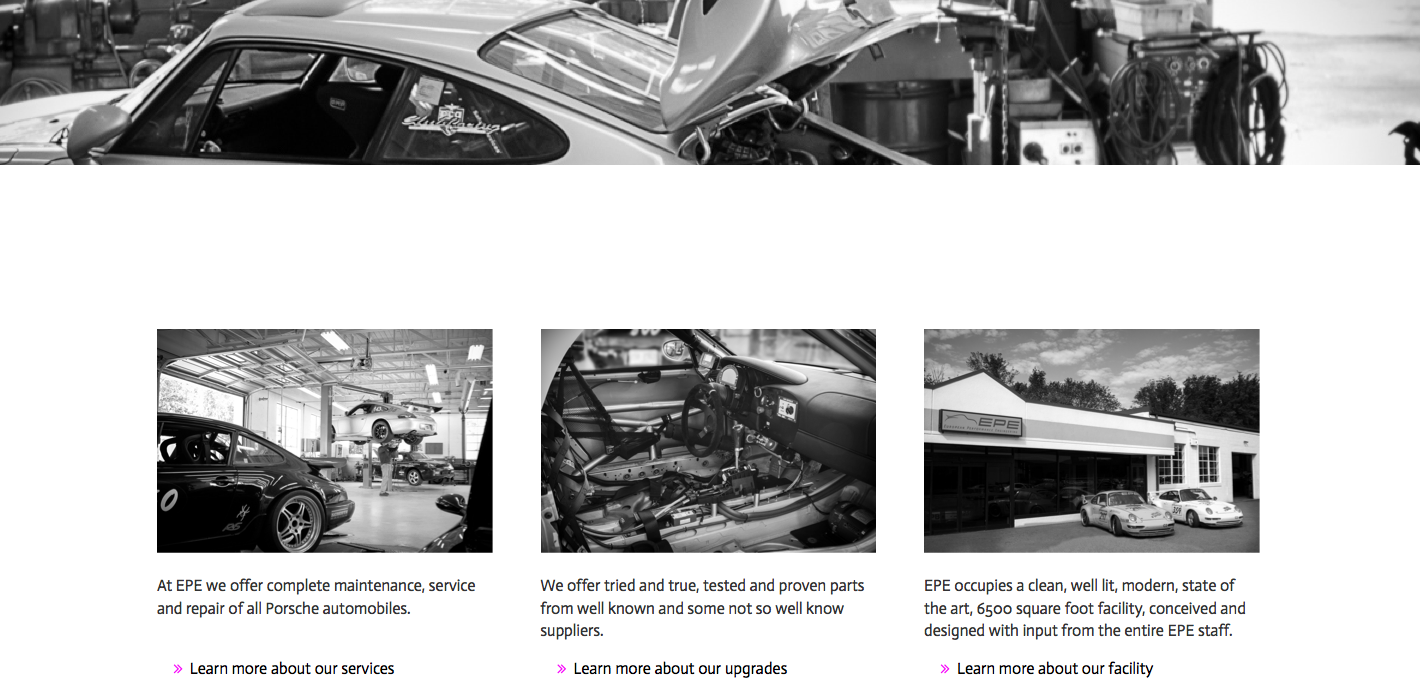 EPE
At EPE we offer complete maintenance, service
and repair of all Porsche automobiles.
» Learn more about our services
We offer tried and true, tested and proven parts
from well known and some not so well know
suppliers.
» Learn more about our upgrades
EPE occupies a clean, well lit, modern, state of
the art, 6500 square foot facility, conceived and
designed with input from the entire EPE staff.
» Learn more about our facility